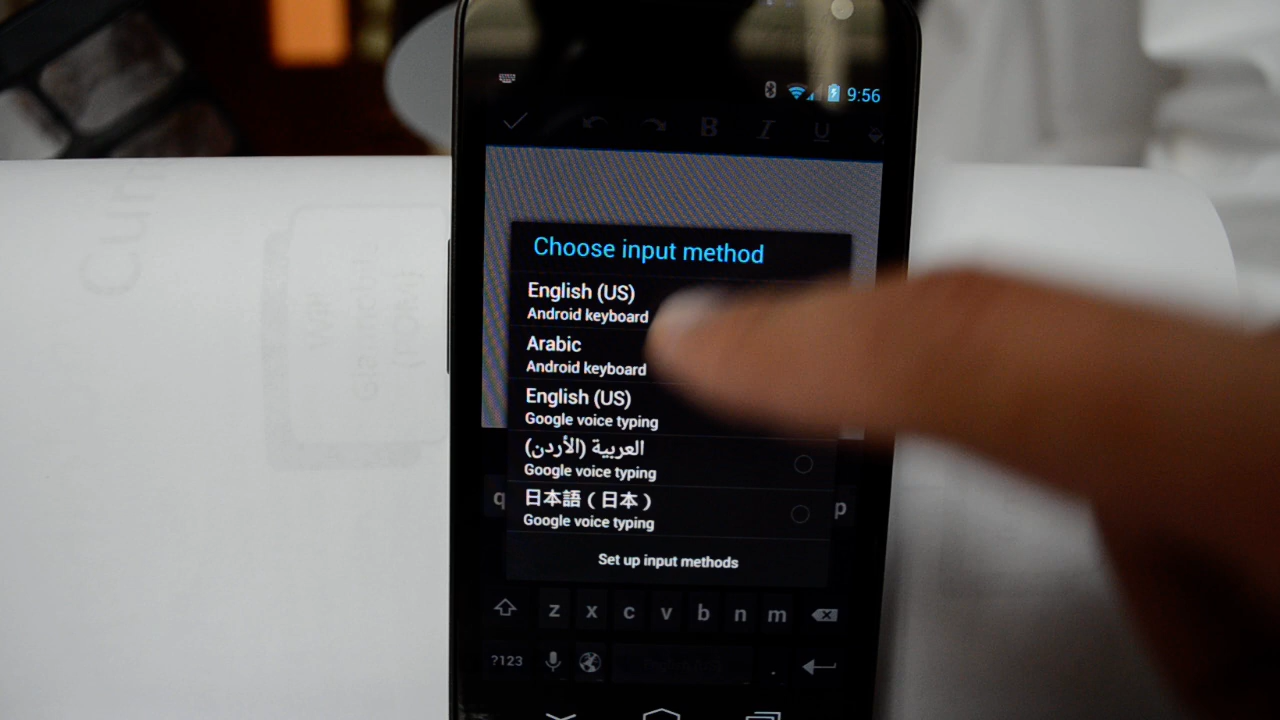 9:56
B I U
Choose input method
English (US)
Android keyboard
Arabic
Android keyboard
English (US)
Google voice typing
العربية (الأردن)
Google voice typing
日本語 ( 日本 )
Google voice typing
q p
Set up input methods
z x c v b n m
?123 .